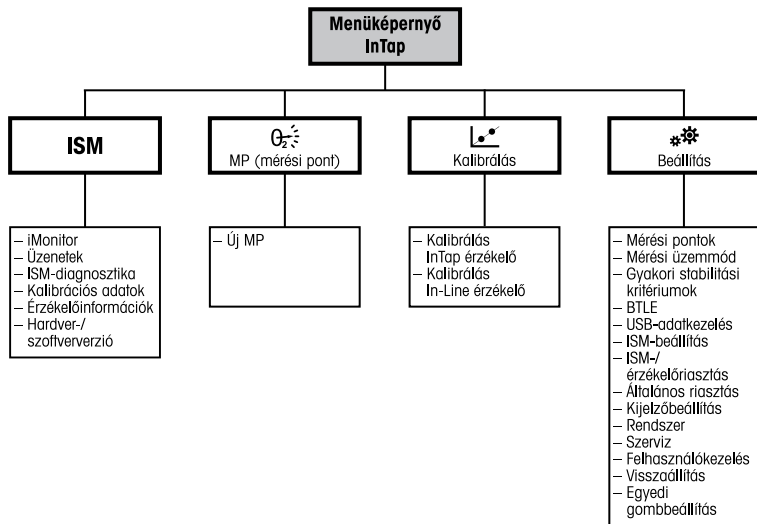 Menüképernyő
InTap
ISM
O₂
MP (mérési pont)
Kalibrálás
Beállítás
– iMonitor
– Üzenetek
– ISM-diagnosztika
– Kalibrációs adatok
– Érzékelőinformációk
– Hardver-/
szoftververzió
– Új MP
– Kalibrálás
InTap érzékelő
– Kalibrálás
In-Line érzékelő
– Mérési pontok
– Mérési üzemmód
– Gyakori stabilitási
kritériumok
– BTLE
– USB-adatkezelés
– ISM-beállítás
– ISM-/
érzékelőriasztás
– Általános riasztás
– Kijelzőbeállítás
– Rendszer
– Szerviz
– Felhasználókezelés
– Visszaállítás
– Egyedi
gombbeállítás